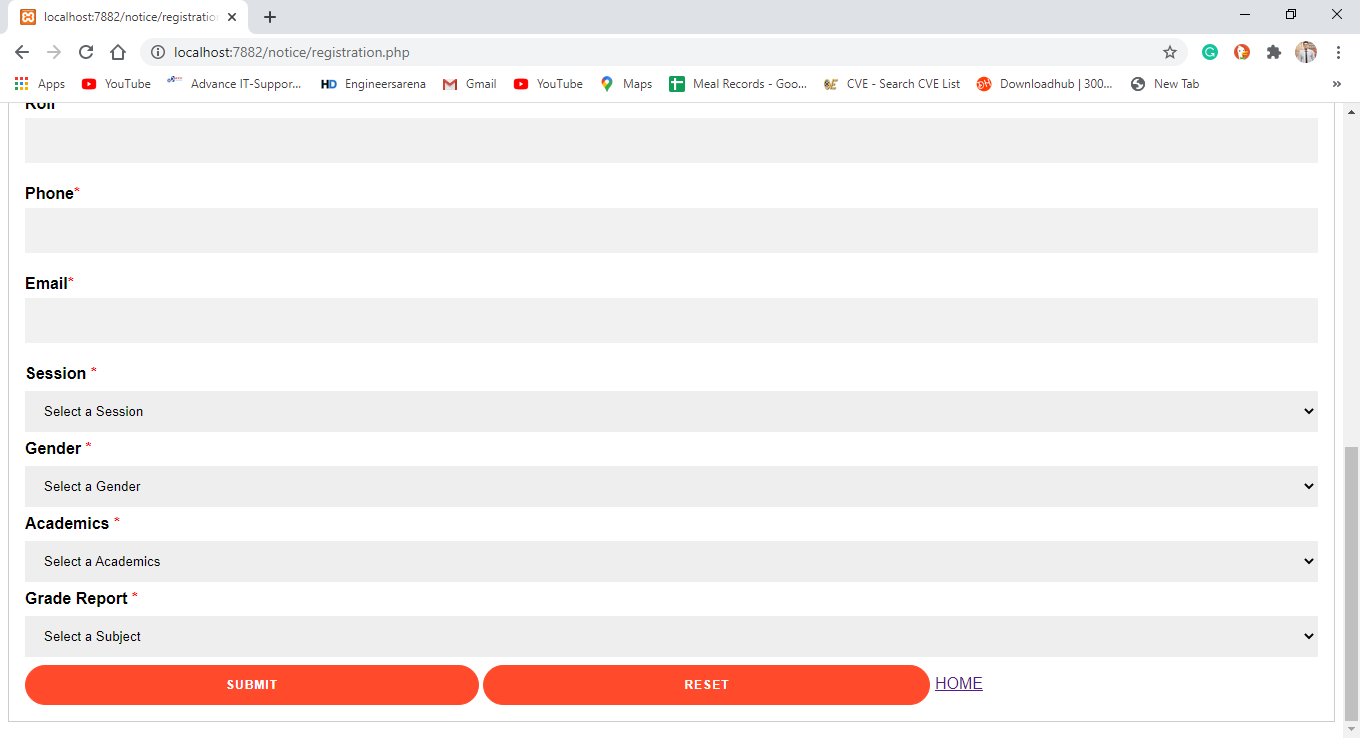 localhost:7882/notice/registration
localhost:7882/notice/registration.php
Apps YouTube Advance IT-Suppor... HD Engineersarena Gmail YouTube Maps Meal Records - Goo... CVE - Search CVE List Downloadhub | 300... New Tab »
Roll
Phone*
Email*
Session *
Select a Session
Gender *
Select a Gender
Academics *
Select a Academics
Grade Report *
Select a Subject
SUBMIT RESET HOME